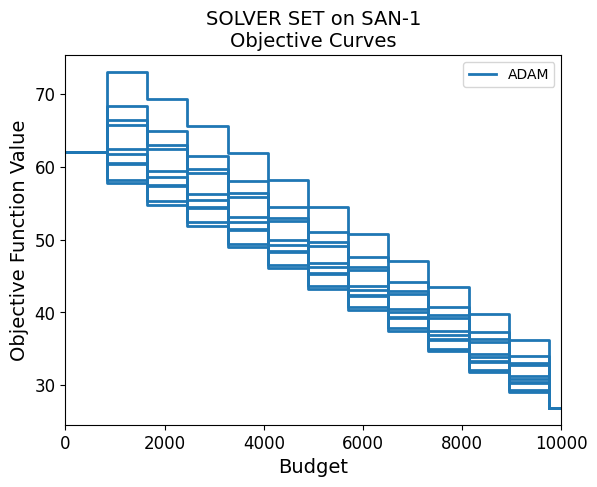 SOLVER SET on SAN-1
Objective Curves
ADAM
Objective Function Value
70
60
50
40
30
0
2000
4000
6000
8000
10000
Budget